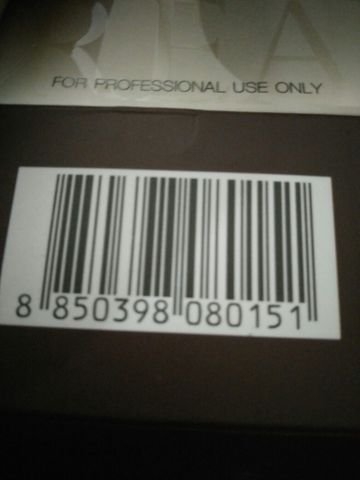 FOR PROFESSIONAL USE ONLY
8 850398 080151